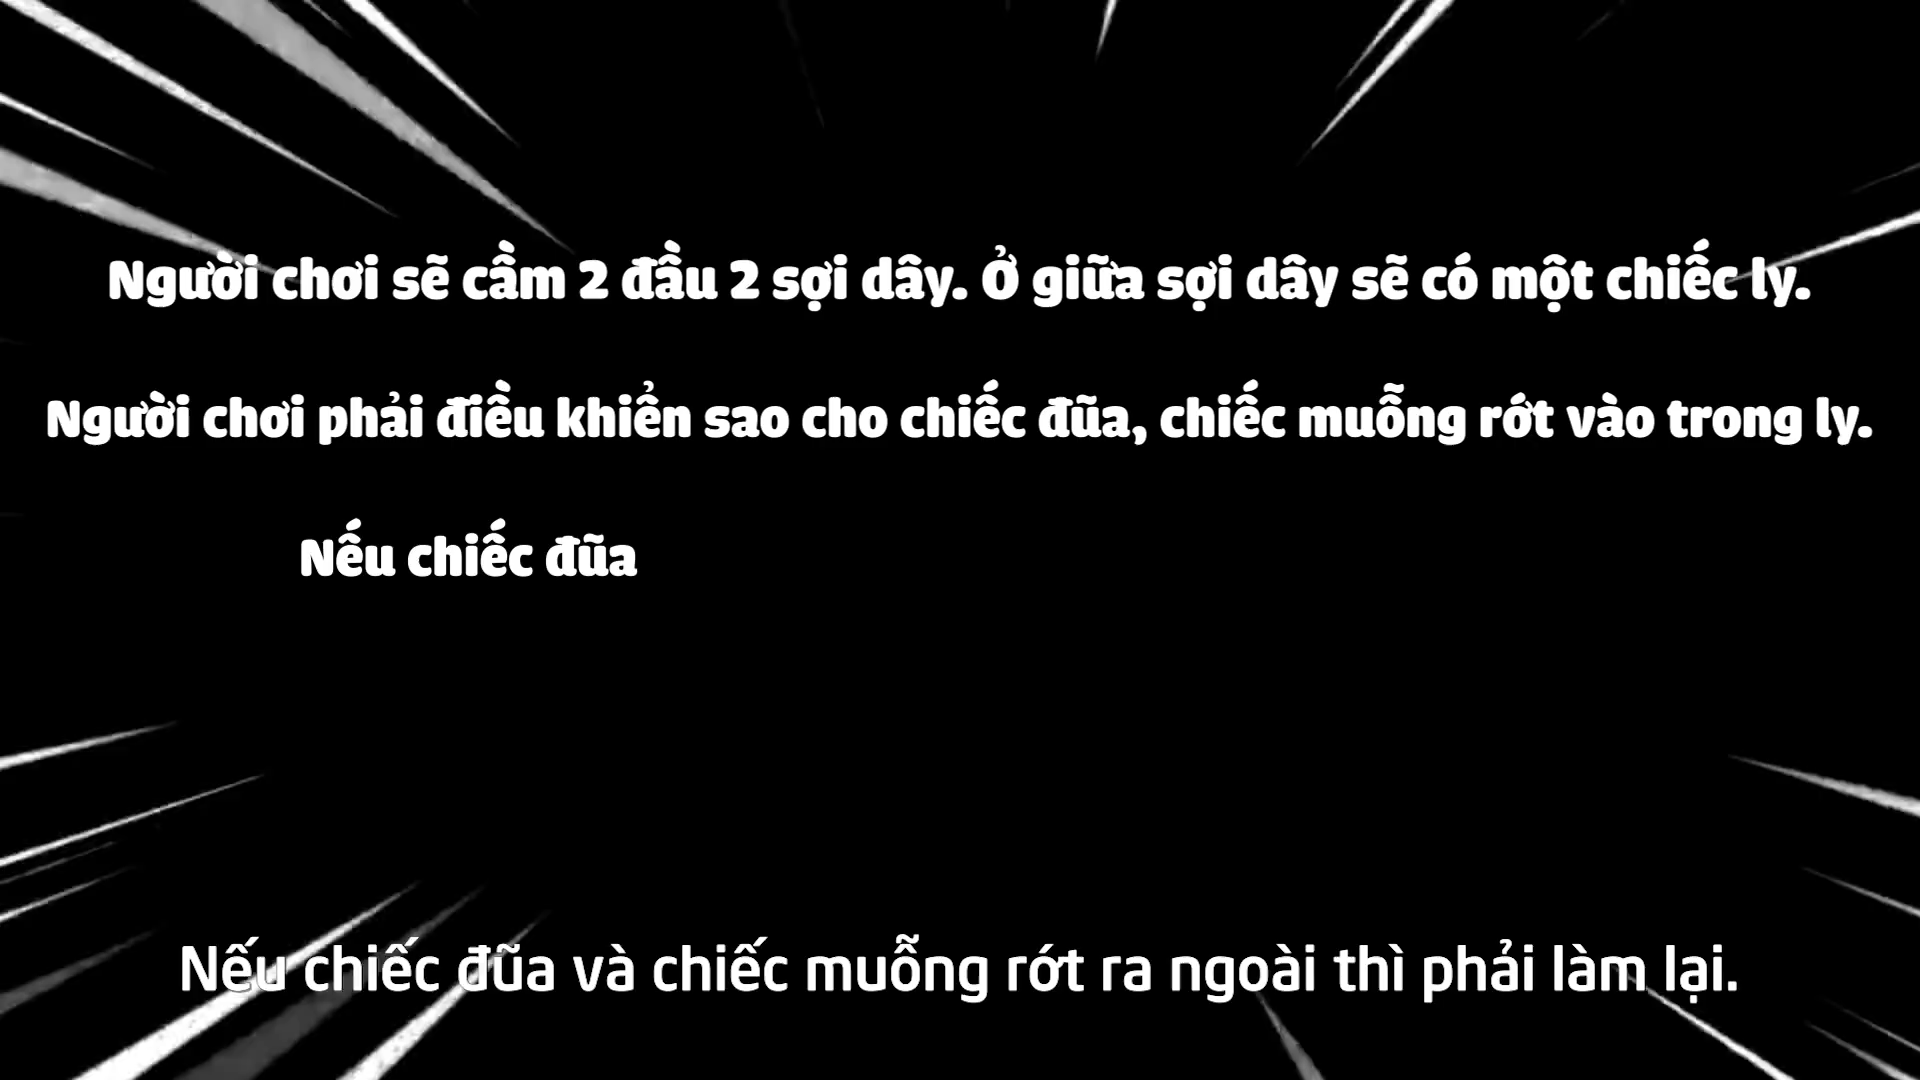 Người chơi sẽ cầm 2 đầu 2 sợi dây. Ở giữa sợi dây sẽ có một chiếc ly.
Người chơi phải điều khiển sao cho chiếc đũa, chiếc muỗng rớt vào trong ly.
Nếu chiếc đũa
Nếu chiếc đũa và chiếc muỗng rớt ra ngoài thì phải làm lại.